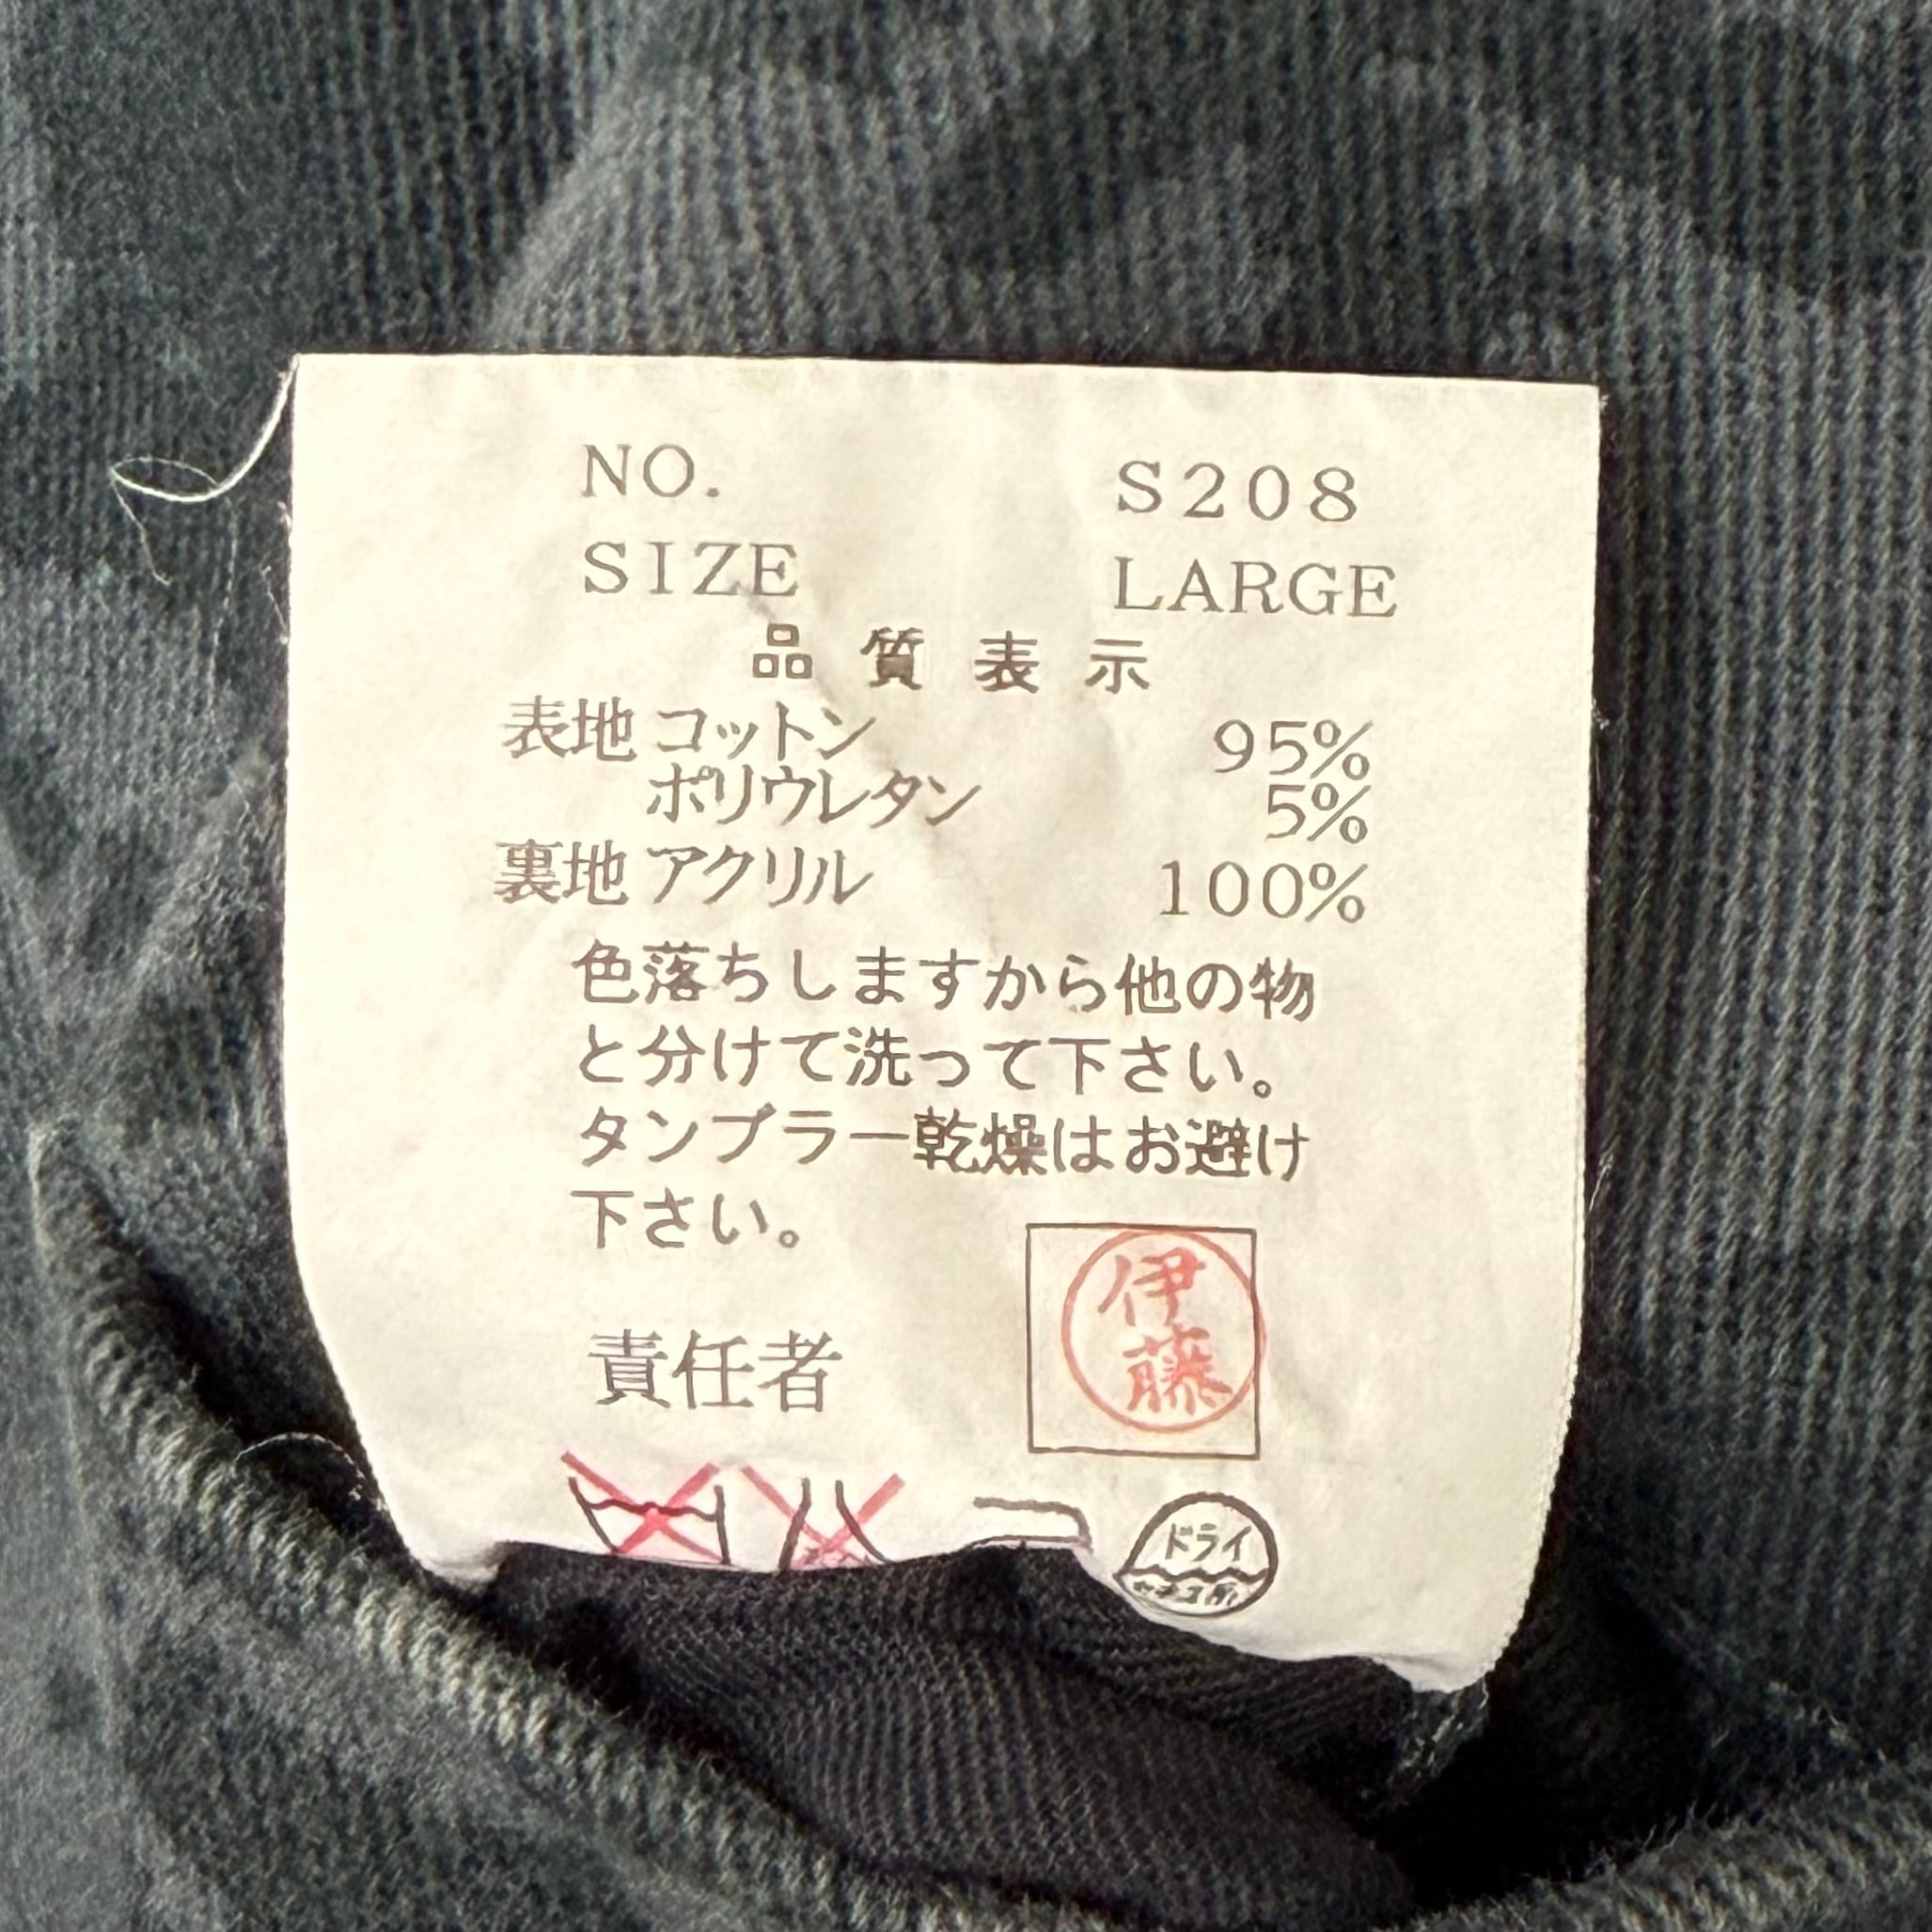 NO. S208
SIZE LARGE
品質表示
表地 コットン 95%
ポリウレタン 5%
裏地 アクリル 100%
色落ちしますから他の物
と分けて洗って下さい。
タンブラー乾燥はお避け
下さい。
責任者 伊藤
ドライ